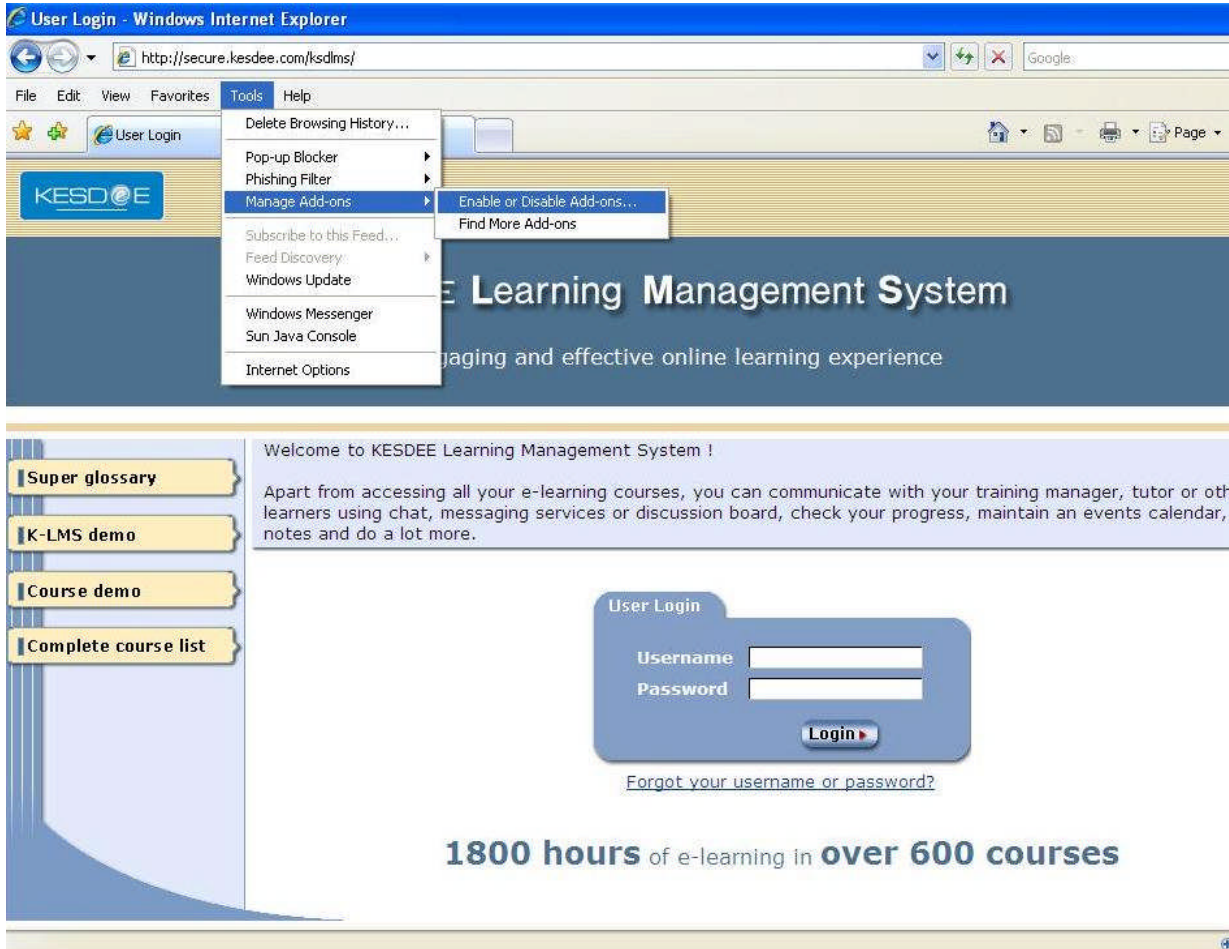 User Login - Windows Internet Explorer
http://secure.kesdee.com/ksdlms/
Google
File Edit View Favorites Tools Help
User Login
Page
Delete Browsing History...
Pop-up Blocker
Phishing Filter
Manage Add-ons
Enable or Disable Add-ons...
Find More Add-ons
Subscribe to this Feed...
Feed Discovery
Windows Update
Windows Messenger
Sun Java Console
Internet Options
KESD@E
E Learning Management System
gaging and effective online learning experience
Super glossary
K-LMS demo
Course demo
Complete course list
Welcome to KESDEE Learning Management System !
Apart from accessing all your e-learning courses, you can communicate with your training manager, tutor or oth
learners using chat, messaging services or discussion board, check your progress, maintain an events calendar,
notes and do a lot more.
User Login
Username
Password
Login
Forgot your username or password?
1800 hours of e-learning in over 600 courses